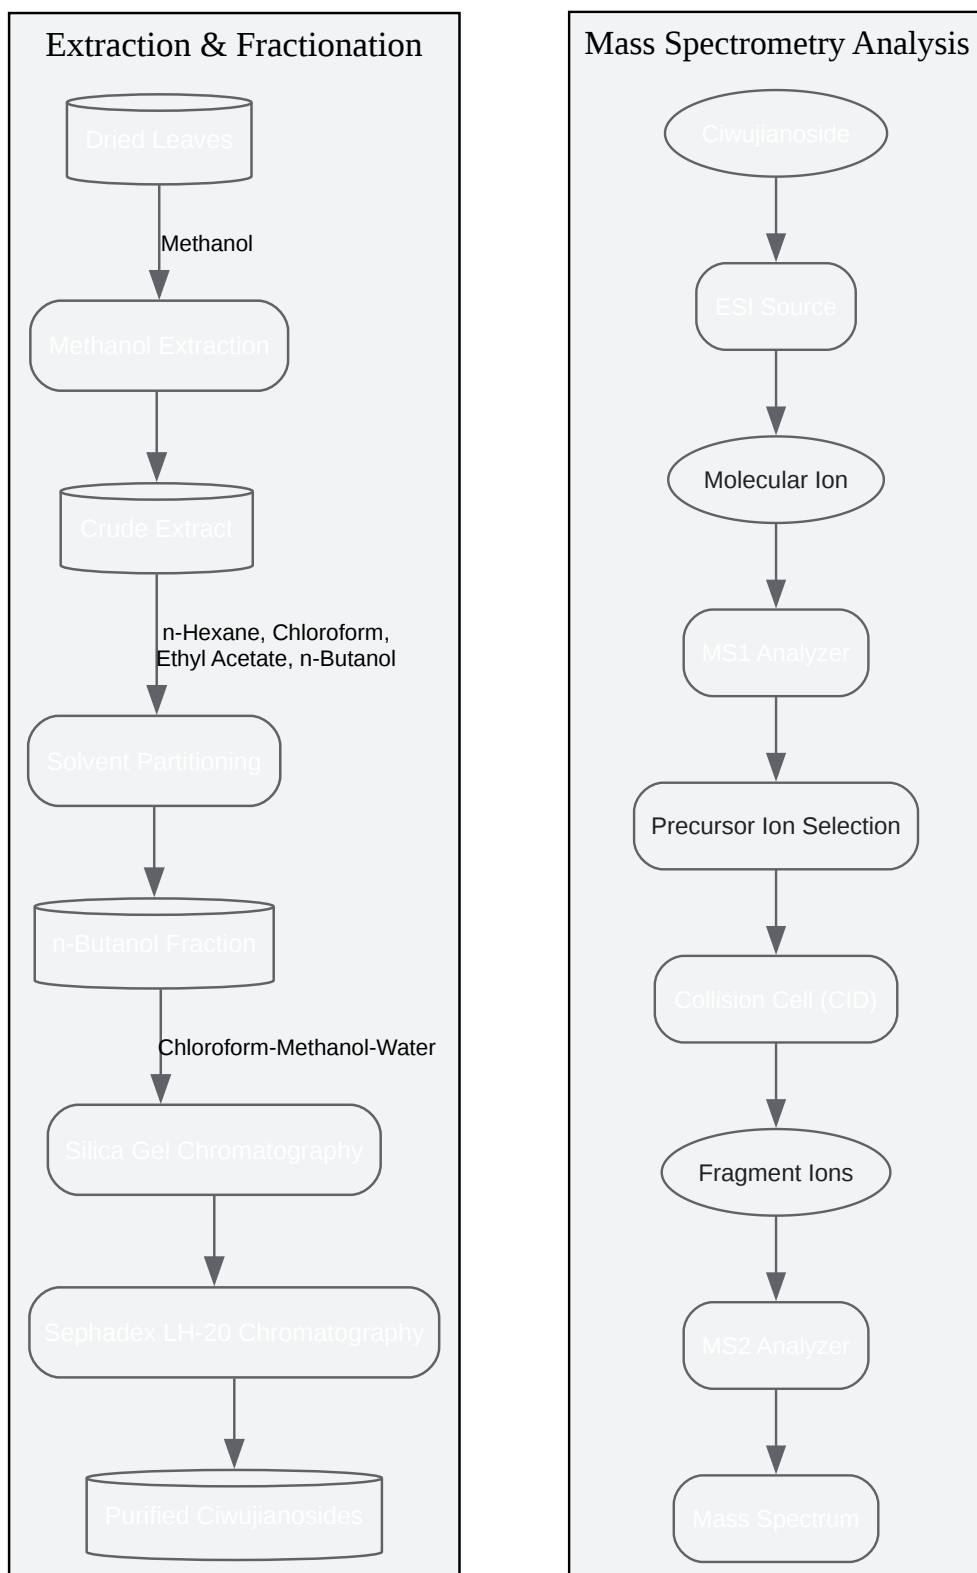 Extraction & Fractionation
Dried Leaves
Methanol
Methanol Extraction
Crude Extract
n-Hexane, Chloroform,
Ethyl Acetate, n-Butanol
Solvent Partitioning
n-Butanol Fraction
Chloroform-Methanol-Water
Silica Gel Chromatography
Sephadex LH-20 Chromatography
Purified Ciwujianosides
Mass Spectrometry Analysis
Ciwujianoside
ESI Source
Molecular Ion
MS1 Analyzer
Precursor Ion Selection
Collision Cell (CID)
Fragment Ions
MS2 Analyzer
Mass Spectrum